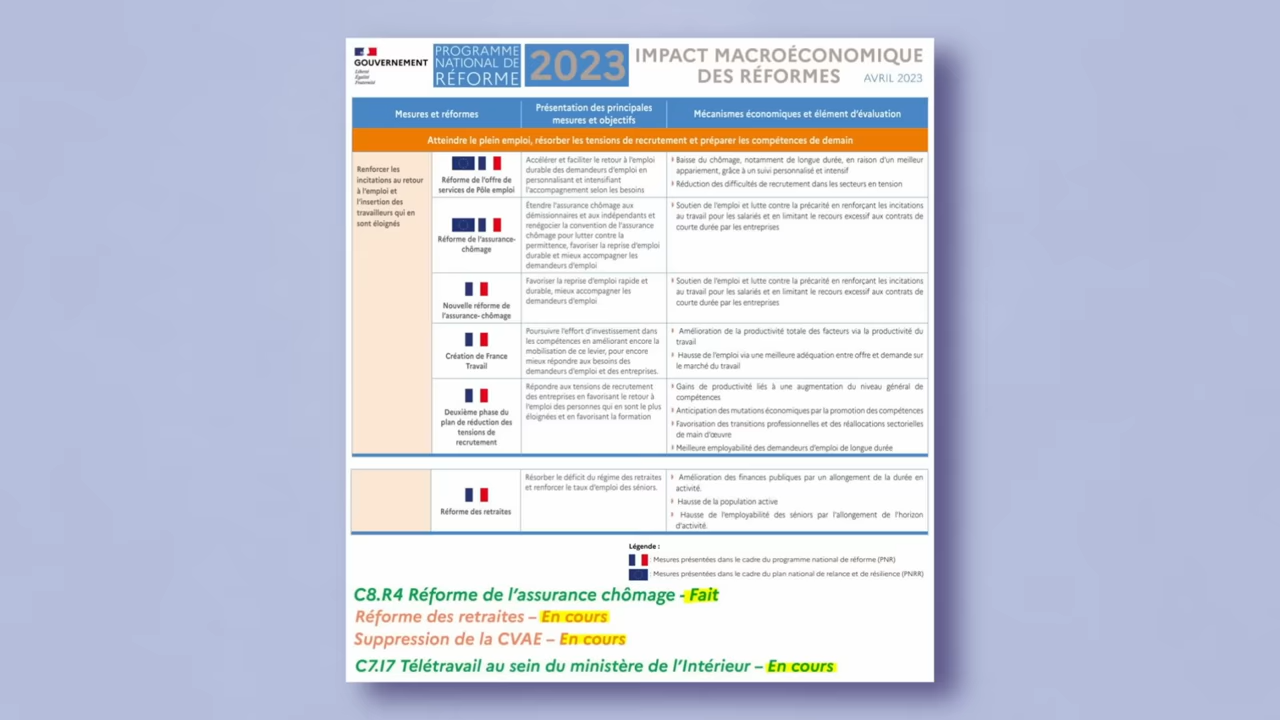 GOUVERNEMENT
Liberté
Égalité
Fraternité
PROGRAMME
NATIONAL DE
RÉFORME
2023
IMPACT MACROÉCONOMIQUE
DES RÉFORMES AVRIL 2023
Mesures et réformes
Présentation des principales
mesures et objectifs
Mécanismes économiques et élément d'évaluation
Atteindre le plein emploi, résorber les tensions de recrutement et préparer les compétences de demain
Renforcer les
incitations au retour
à l'emploi et
l'insertion des
travailleurs qui en
sont éloignés
Réforme de l'offre de
services de Pôle emploi
Accélérer et faciliter le retour à l'emploi
durable des demandeurs d'emploi en
personnalisant et intensifiant
l'accompagnement selon les besoins
Baisse du chômage, notamment de longue durée, en raison d'un meilleur
appariement, grâce à un suivi personnalisé et intensif
Réduction des difficultés de recrutement dans les secteurs en tension
Réforme de l'assurance-
chômage
Étendre l'assurance chômage aux
démissionnaires et aux indépendants et
renégocier la convention de l'assurance
chômage pour lutter contre la
permittence, favoriser la reprise d'emploi
durable et mieux accompagner les
demandeurs d'emploi
Soutien de l'emploi et lutte contre la précarité en renforçant les incitations
au travail pour les salariés et en limitant le recours excessif aux contrats de
courte durée par les entreprises
Nouvelle réforme de
l'assurance- chômage
Favoriser la reprise d'emploi rapide et
durable, mieux accompagner les
demandeurs d'emploi
Soutien de l'emploi et lutte contre la précarité en renforçant les incitations
au travail pour les salariés et en limitant le recours excessif aux contrats de
courte durée par les entreprises
Création de France
Travail
Poursuivre l'effort d'investissement dans
les compétences en améliorant encore la
mobilisation de ce levier, pour encore
mieux répondre aux besoins des
demandeurs d'emploi et des entreprises.
Amélioration de la productivité totale des facteurs via la productivité du
travail
Hausse de l'emploi via une meilleure adéquation entre offre et demande sur
le marché du travail
Deuxième phase du
plan de réduction des
tensions de
recrutement
Répondre aux tensions de recrutement
des entreprises en favorisant le retour à
l'emploi des personnes qui en sont le plus
éloignées et en favorisant la formation
Gains de productivité liés à une augmentation du niveau général de
compétences
Anticipation des mutations économiques par la promotion des compétences
Favorisation des transitions professionnelles et des réallocations sectorielles
de main d'œuvre
Meilleure employabilité des demandeurs d'emploi de longue durée
Réforme des retraites
Résorber le déficit du régime des retraites
et renforcer le taux d'emploi des séniors.
Amélioration des finances publiques par un allongement de la durée en
activité.
Hausse de la population active
Hausse de l'employabilité des séniors par l'allongement de l'horizon
d'activité.
Légende :
Mesures présentées dans le cadre du programme national de réforme (PNR)
Mesures présentées dans le cadre du plan national de relance et de résilience (PNRR)
C8.R4 Réforme de l'assurance chômage - Fait
Réforme des retraites – En cours
Suppression de la CVAE – En cours
C7.I7 Télétravail au sein du ministère de l'Intérieur – En cours